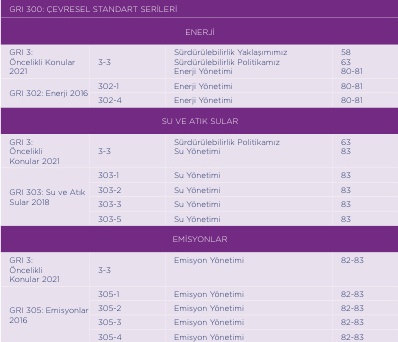 GRI 300: ÇEVRESEL STANDART SERİLERİ
ENERJİ
GRI 3:
Öncelikli Konular
2021
3-3
Sürdürülebilirlik Yaklaşımımız
Sürdürülebilirlik Politikamız
Enerji Yönetimi
58
63
80-81
GRI 302: Enerji 2016
302-1 Enerji Yönetimi 80-81
302-4 Enerji Yönetimi 80-81
SU VE ATIK SULAR
GRI 3:
Öncelikli
Konular 2021
3-3
Sürdürülebilirlik Politikamız
Su Yönetimi
63
83
GRI 303: Su ve Atık
Sular 2018
303-1 Su Yönetimi 83
303-2 Su Yönetimi 83
303-3 Su Yönetimi 83
303-5 Su Yönetimi 83
EMİSYONLAR
GRI 3:
Öncelikli
Konular 2021
3-3
Emisyon Yönetimi 82-83
GRI 305: Emisyonlar
2016
305-1 Emisyon Yönetimi 82-83
305-2 Emisyon Yönetimi 82-83
305-3 Emisyon Yönetimi 82-83
305-4 Emisyon Yönetimi 82-83